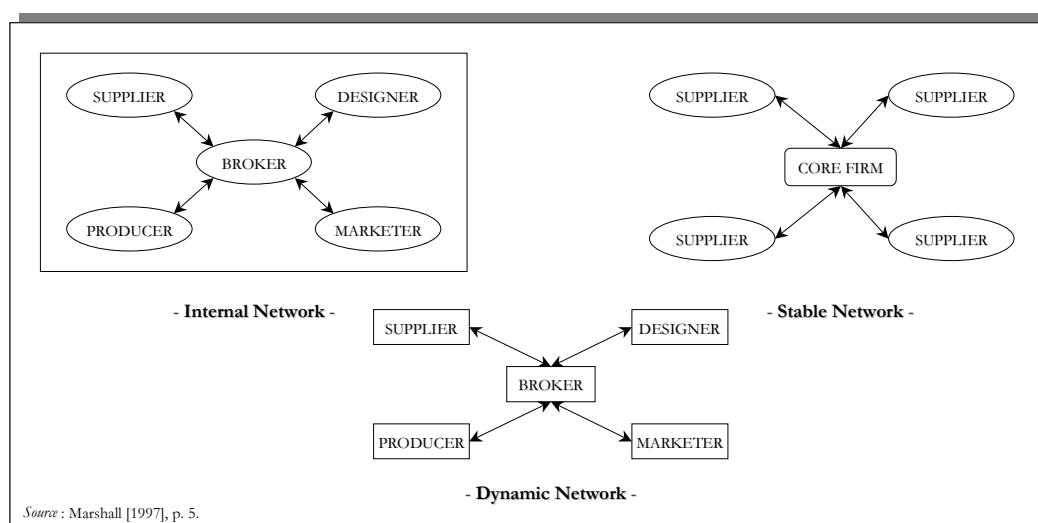 SUPPLIER
DESIGNER
BROKER
PRODUCER
MARKETER
- Internal Network -
SUPPLIER
SUPPLIER
CORE FIRM
SUPPLIER
SUPPLIER
- Stable Network -
SUPPLIER
DESIGNER
BROKER
PRODUCER
MARKETER
- Dynamic Network -
Source : Marshall [1997], p. 5.